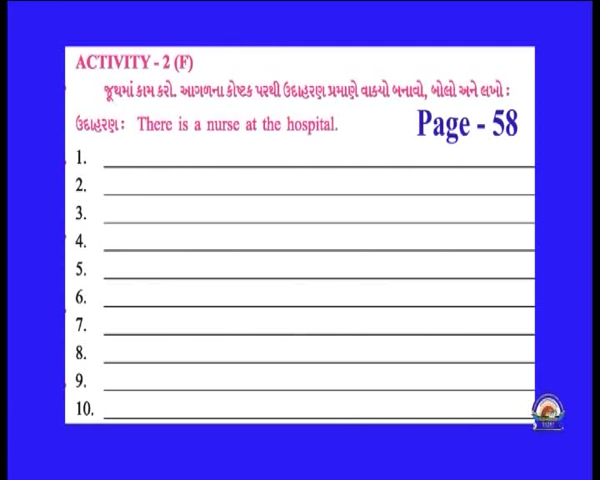 ACTIVITY - 2 (F)
જૂથમાં કામ કરો. આગળના કોષ્ટક પરથી ઉદાહરણ પ્રમાણે વાક્યો બનાવો, બોલો અને લખો :
ઉદાહરણ : There is a nurse at the hospital.
Page - 58
1.
2.
3.
4.
5.
6.
7.
8.
9.
10.